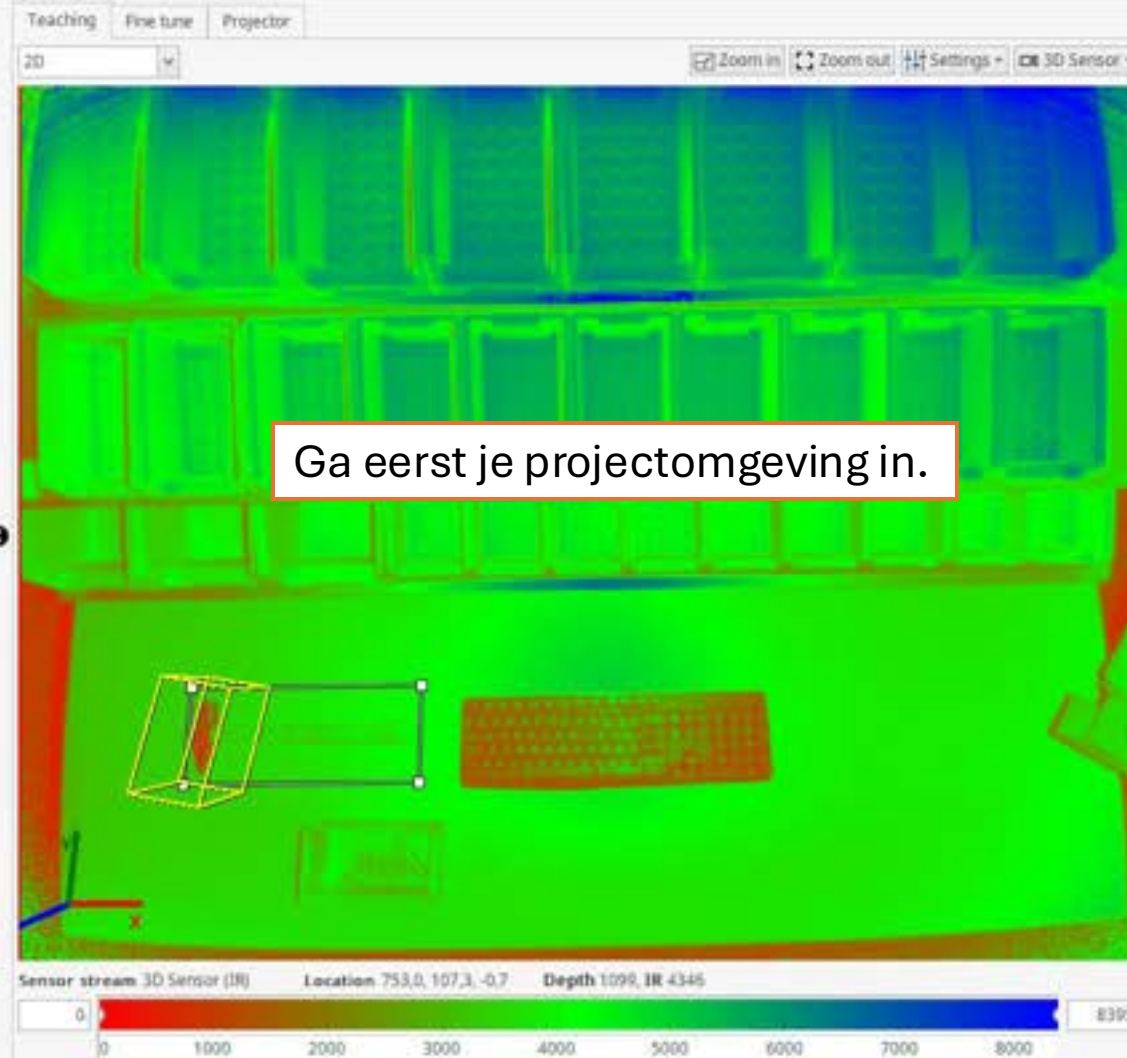 Teaching Fine tune Projector
2D Zoom in Zoom out Settings 3D Sensor
Ga eerst je projectomgeving in.
Y
X
Sensor stream 3D Sensor (IR) Location 753,0, 107,3, -0,7 Depth 1099, IR 4346
0
0 1000 2000 3000 4000 5000 6000 7000 8000